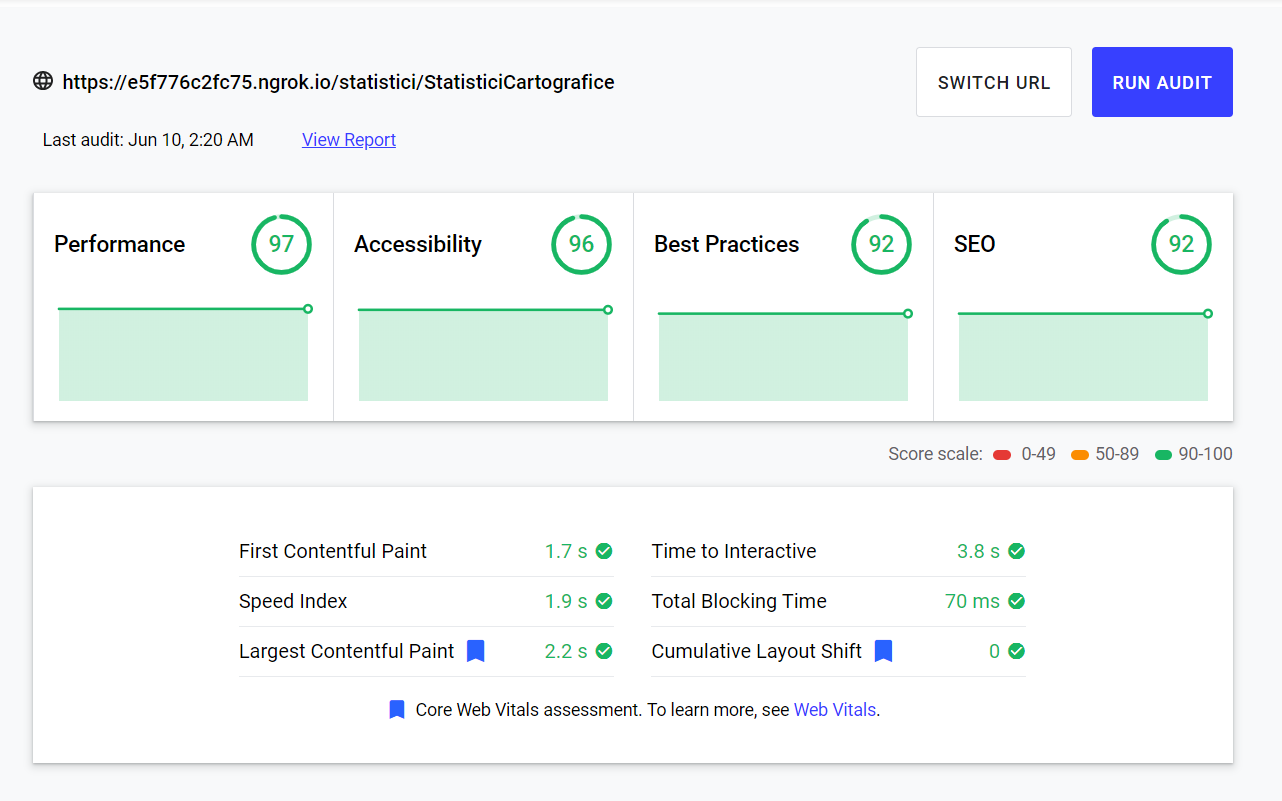 https://e5f776c2fc75.ngrok.io/statistici/StatisticiCartografice
SWITCH URL
RUN AUDIT
Last audit: Jun 10, 2:20 AM
View Report
Performance 97
Accessibility 96
Best Practices 92
SEO 92
Score scale: 0-49 50-89 90-100
First Contentful Paint 1.7 s
Time to Interactive 3.8 s
Speed Index 1.9 s
Total Blocking Time 70 ms
Largest Contentful Paint 2.2 s
Cumulative Layout Shift 0
Core Web Vitals assessment. To learn more, see Web Vitals.